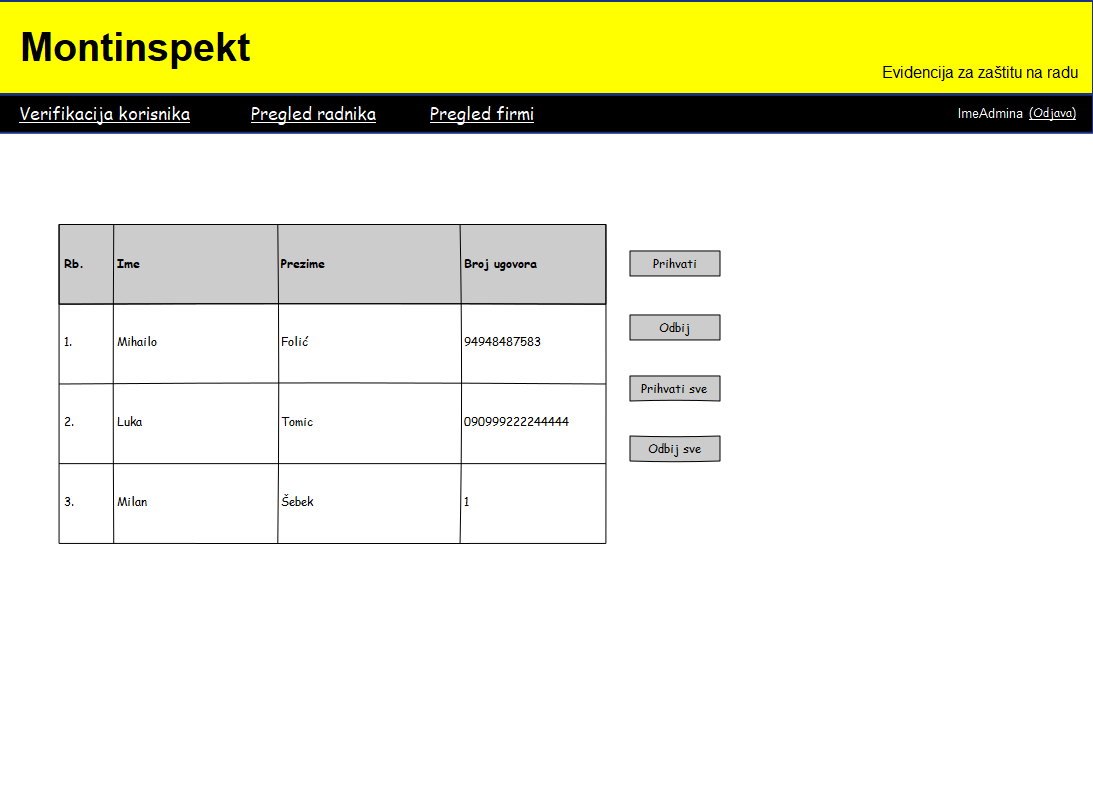 Montinspekt
Evidencija za zaštitu na radu
Verifikacija korisnika Pregled radnika Pregled firmi ImeAdmina (Odjava)
Rb. Ime Prezime Broj ugovora
Prihvati
1. Mihailo Folić 94948487583
Odbij
Prihvati sve
2. Luka Tomic 090999222244444
Odbij sve
3. Milan Šebek 1